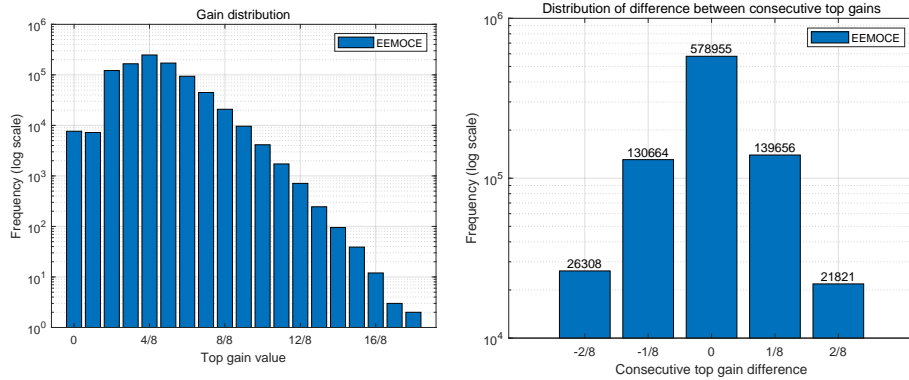 Gain distribution
10^6
10^5
10^4
10^3
10^2
10^1
10^0
Frequency (log scale)
EEMOCE
0 4/8 8/8 12/8 16/8
Top gain value
Distribution of difference between consecutive top gains
10^6
10^5
10^4
Frequency (log scale)
EEMOCE
578955
130664
139656
26308
21821
-2/8 -1/8 0 1/8 2/8
Consecutive top gain difference